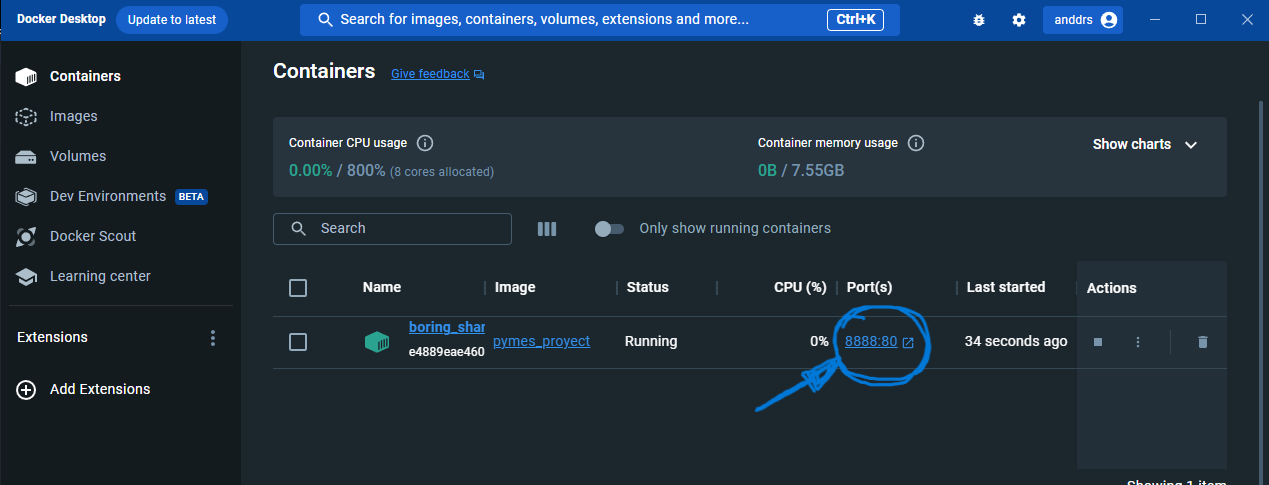 Docker Desktop Update to latest Search for images, containers, volumes, extensions and more... Ctrl+K anddrs
Containers
Images
Volumes
Dev Environments BETA
Docker Scout
Learning center
Extensions
Add Extensions
Containers Give feedback
Container CPU usage
0.00% / 800% (8 cores allocated)
Container memory usage
0B / 7.55GB
Show charts
Search Only show running containers
Name Image Status CPU (%) Port(s) Last started Actions
boring_shar
e4889eae460
pymes_proyect Running 0% 8888:80 34 seconds ago
Showing 1 item